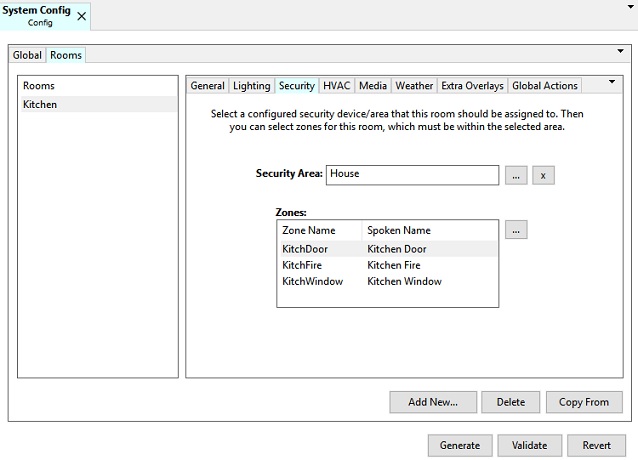 System Config
Config
Global Rooms
Rooms
Kitchen
General Lighting Security HVAC Media Weather Extra Overlays Global Actions
Select a configured security device/area that this room should be assigned to. Then
you can select zones for this room, which must be within the selected area.
Security Area: House ... x
Zones:
Zone Name Spoken Name ...
KitchDoor Kitchen Door
KitchFire Kitchen Fire
KitchWindow Kitchen Window
Add New... Delete Copy From
Generate Validate Revert